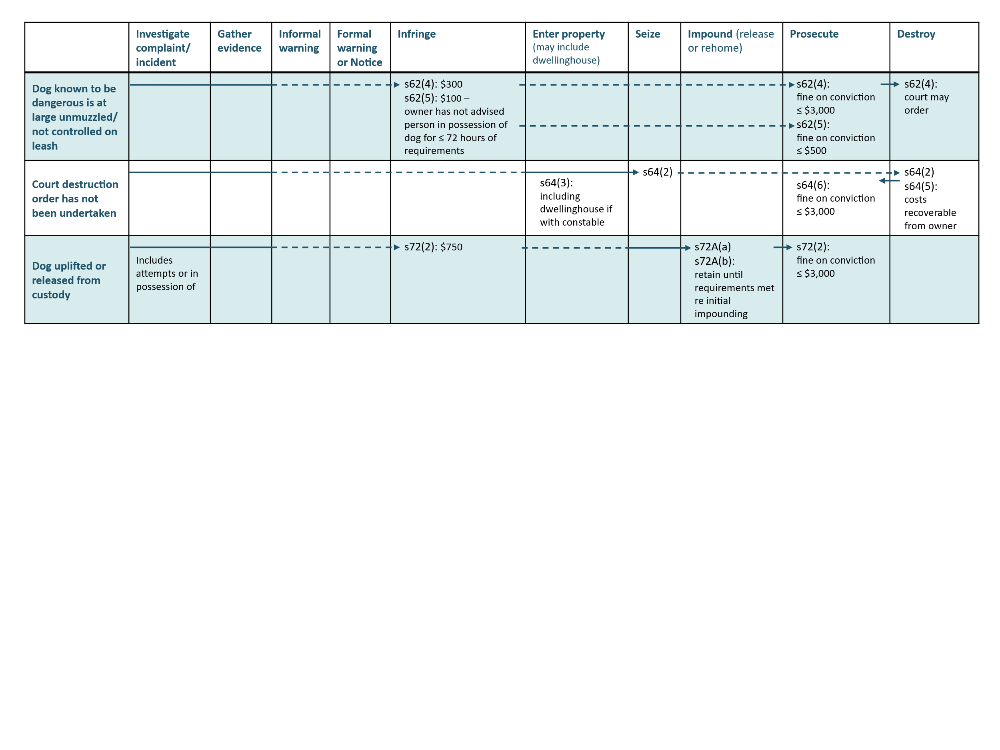 Investigate
complaint/
incident
Gather
evidence
Informal
warning
Formal
warning
or Notice
Infringe
Enter property
(may include
dwellinghouse)
Seize
Impound (release
or rehome)
Prosecute
Destroy
Dog known to be
dangerous is at
large unmuzzled/
not controlled on
leash
s62(4): $300
s62(5): $100 –
owner has not advised
person in possession of
dog for ≤ 72 hours of
requirements
s62(4):
fine on conviction
≤ $3,000
s62(5):
fine on conviction
≤ $500
s62(4):
court may
order
Court destruction
order has not
been undertaken
s64(3):
including
dwellinghouse if
with constable
s64(2)
s64(6):
fine on conviction
≤ $3,000
s64(2)
s64(5):
costs
recoverable
from owner
Dog uplifted or
released from
custody
Includes
attempts or in
possession of
s72(2): $750
s72A(a)
s72A(b):
retain until
requirements met
re initial
impounding
s72(2):
fine on conviction
≤ $3,000